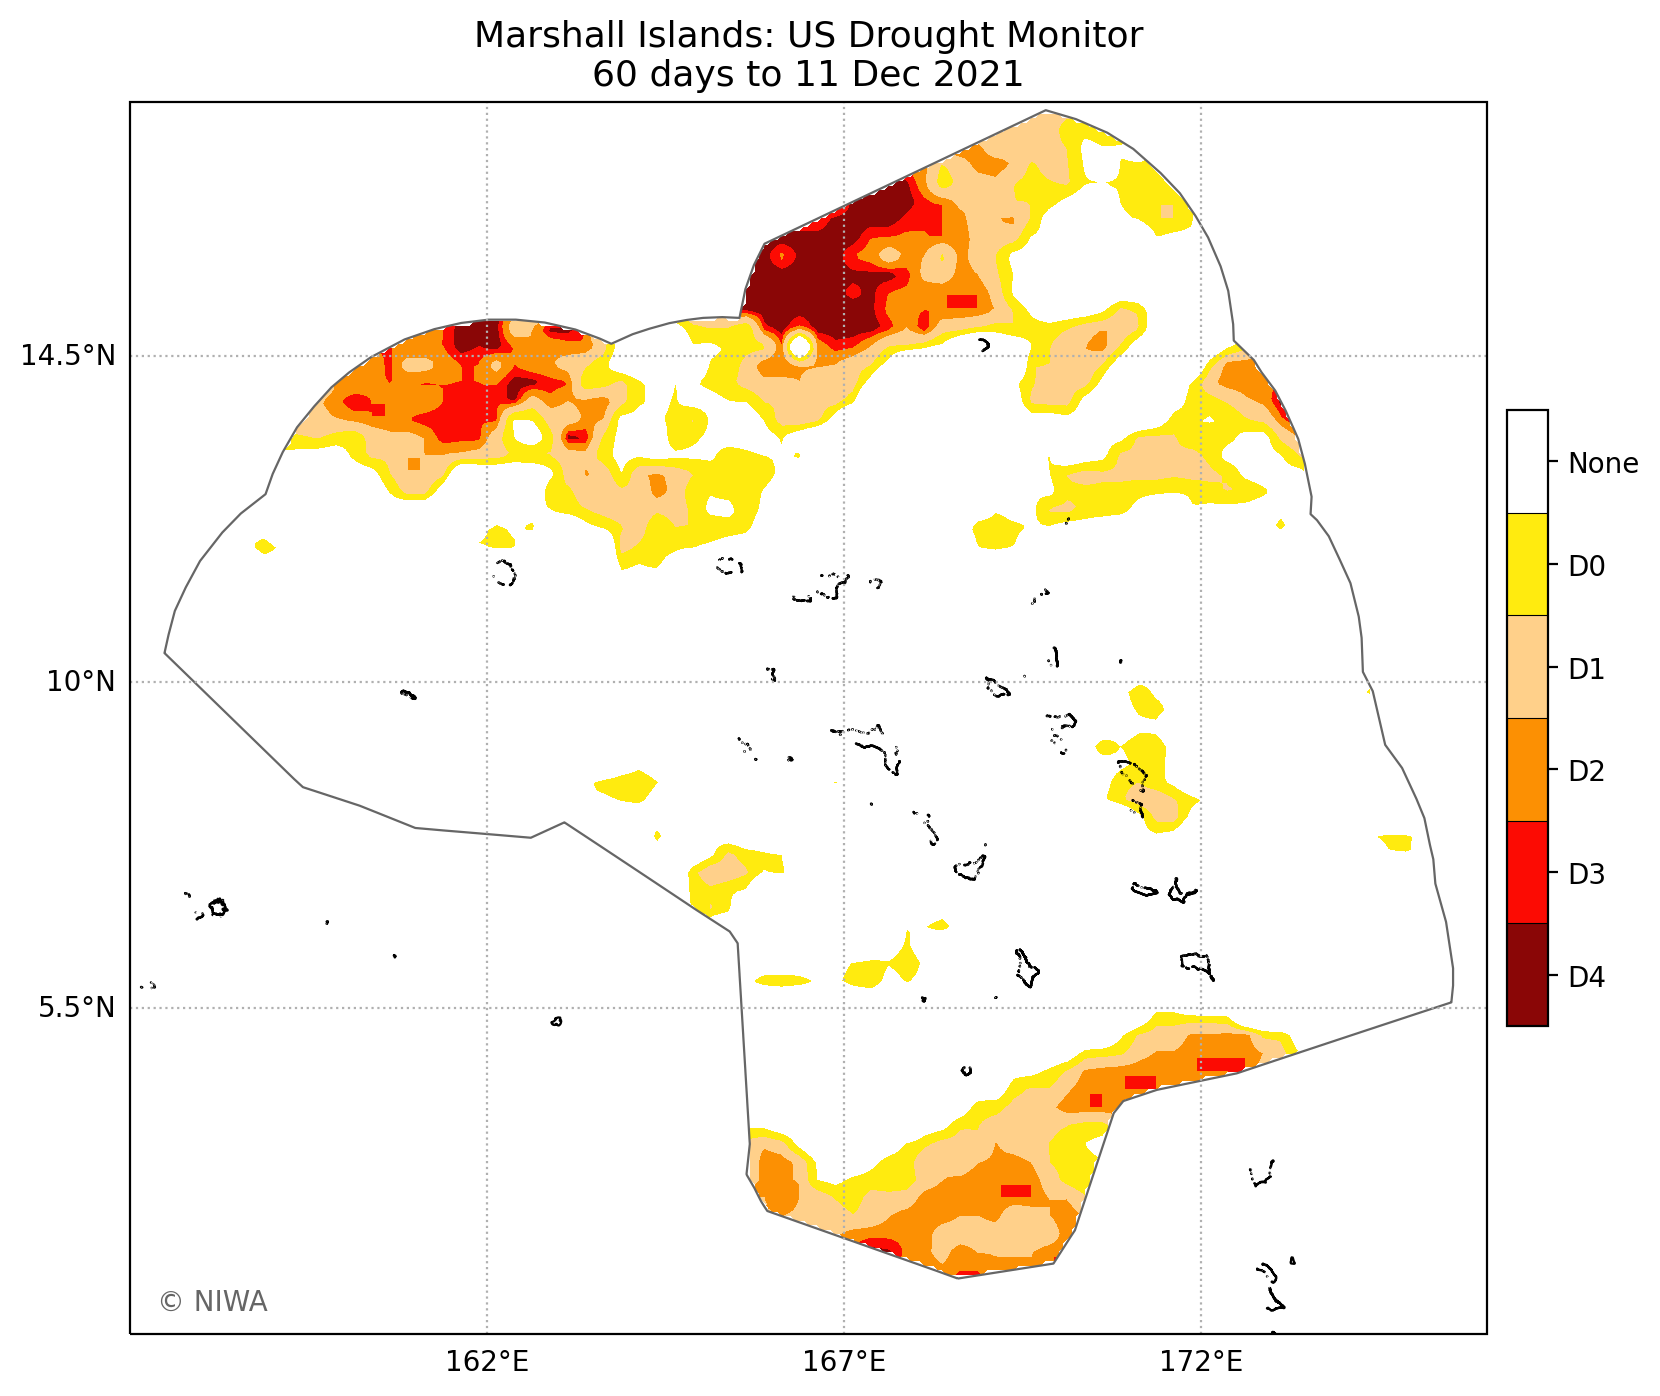 Marshall Islands: US Drought Monitor
60 days to 11 Dec 2021
14.5°N
10°N
5.5°N
162°E
167°E
172°E
None
D0
D1
D2
D3
D4
© NIWA